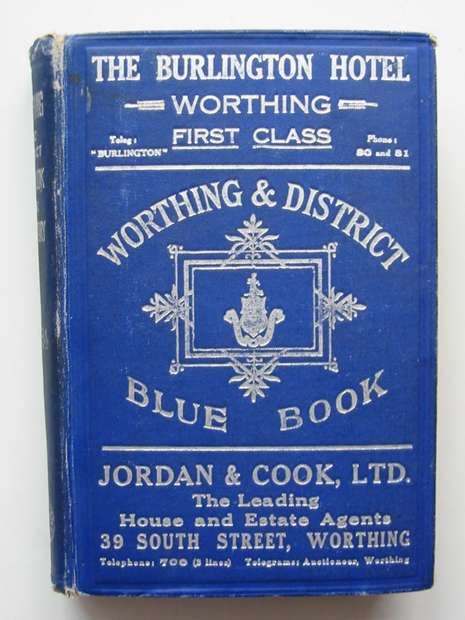 THE BURLINGTON HOTEL
WORTHING
Teleg: FIRST CLASS Phone:
"BURLINGTON" 80 and 81
WORTHING & DISTRICT
BLUE BOOK
JORDAN & COOK, LTD.
The Leading
House and Estate Agents
39 SOUTH STREET, WORTHING
Telephone: 700 (3 lines) Telegrams: Auctioneer, Worthing